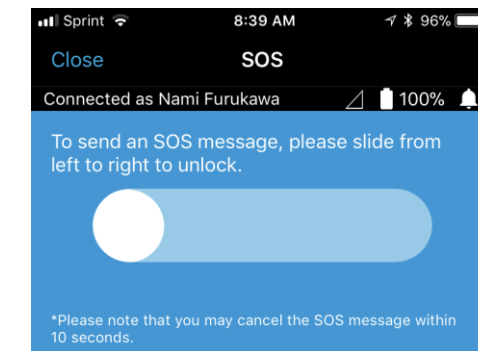 Sprint 8:39 AM 96%
Close SOS
Connected as Nami Furukawa 100%
To send an SOS message, please slide from
left to right to unlock.
*Please note that you may cancel the SOS message within
10 seconds.